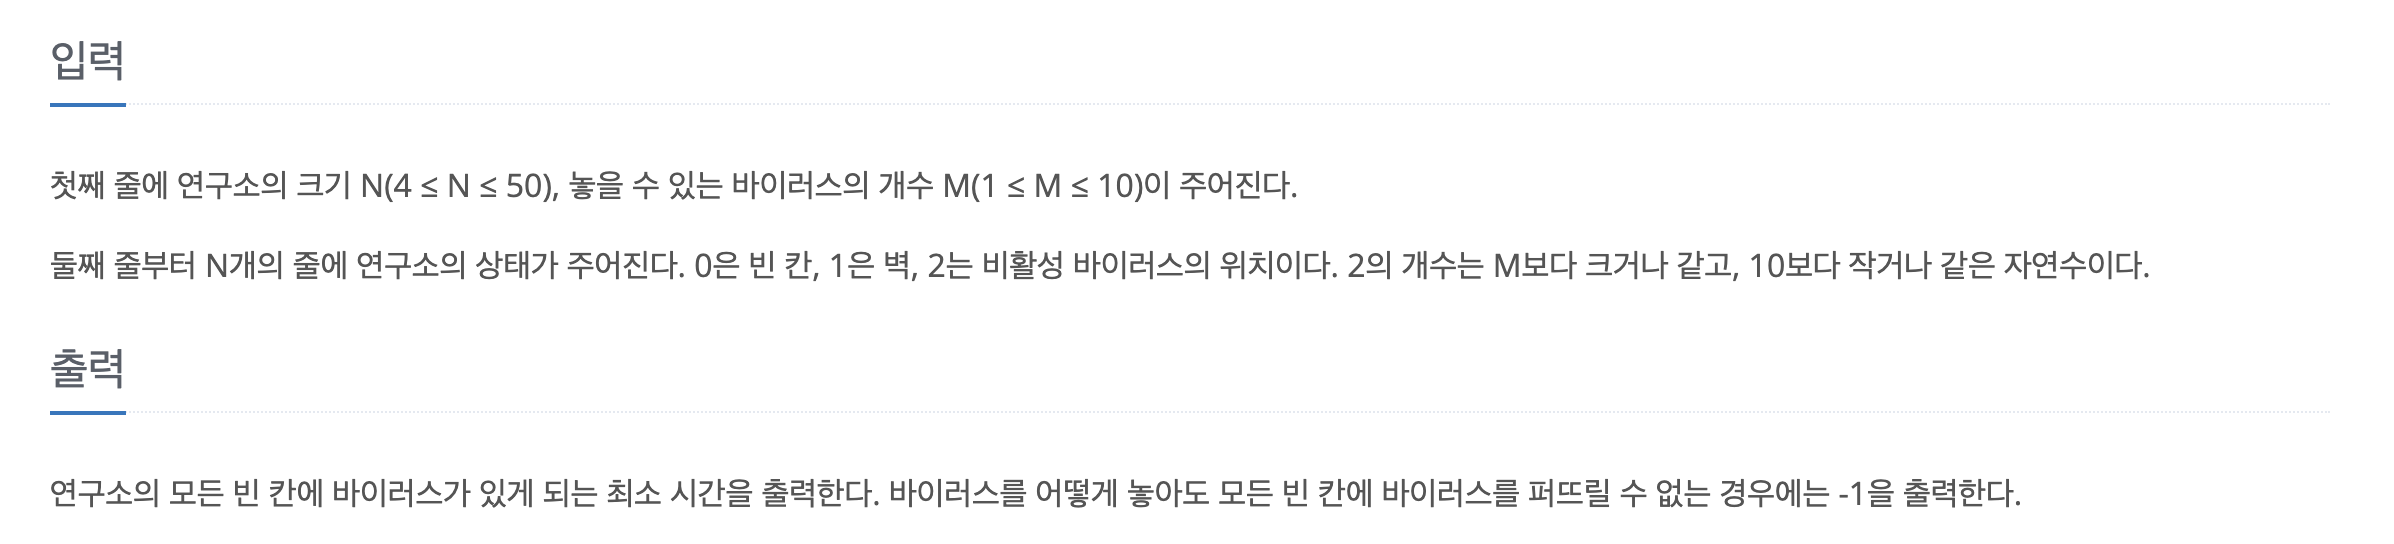 입력
첫째 줄에 연구소의 크기 N(4 ≤ N ≤ 50), 놓을 수 있는 바이러스의 개수 M(1 ≤ M ≤ 10)이 주어진다.
둘째 줄부터 N개의 줄에 연구소의 상태가 주어진다. 0은 빈 칸, 1은 벽, 2는 비활성 바이러스의 위치이다. 2의 개수는 M보다 크거나 같고, 10보다 작거나 같은 자연수이다.
출력
연구소의 모든 빈 칸에 바이러스가 있게 되는 최소 시간을 출력한다. 바이러스를 어떻게 놓아도 모든 빈 칸에 바이러스를 퍼뜨릴 수 없는 경우에는 -1을 출력한다.